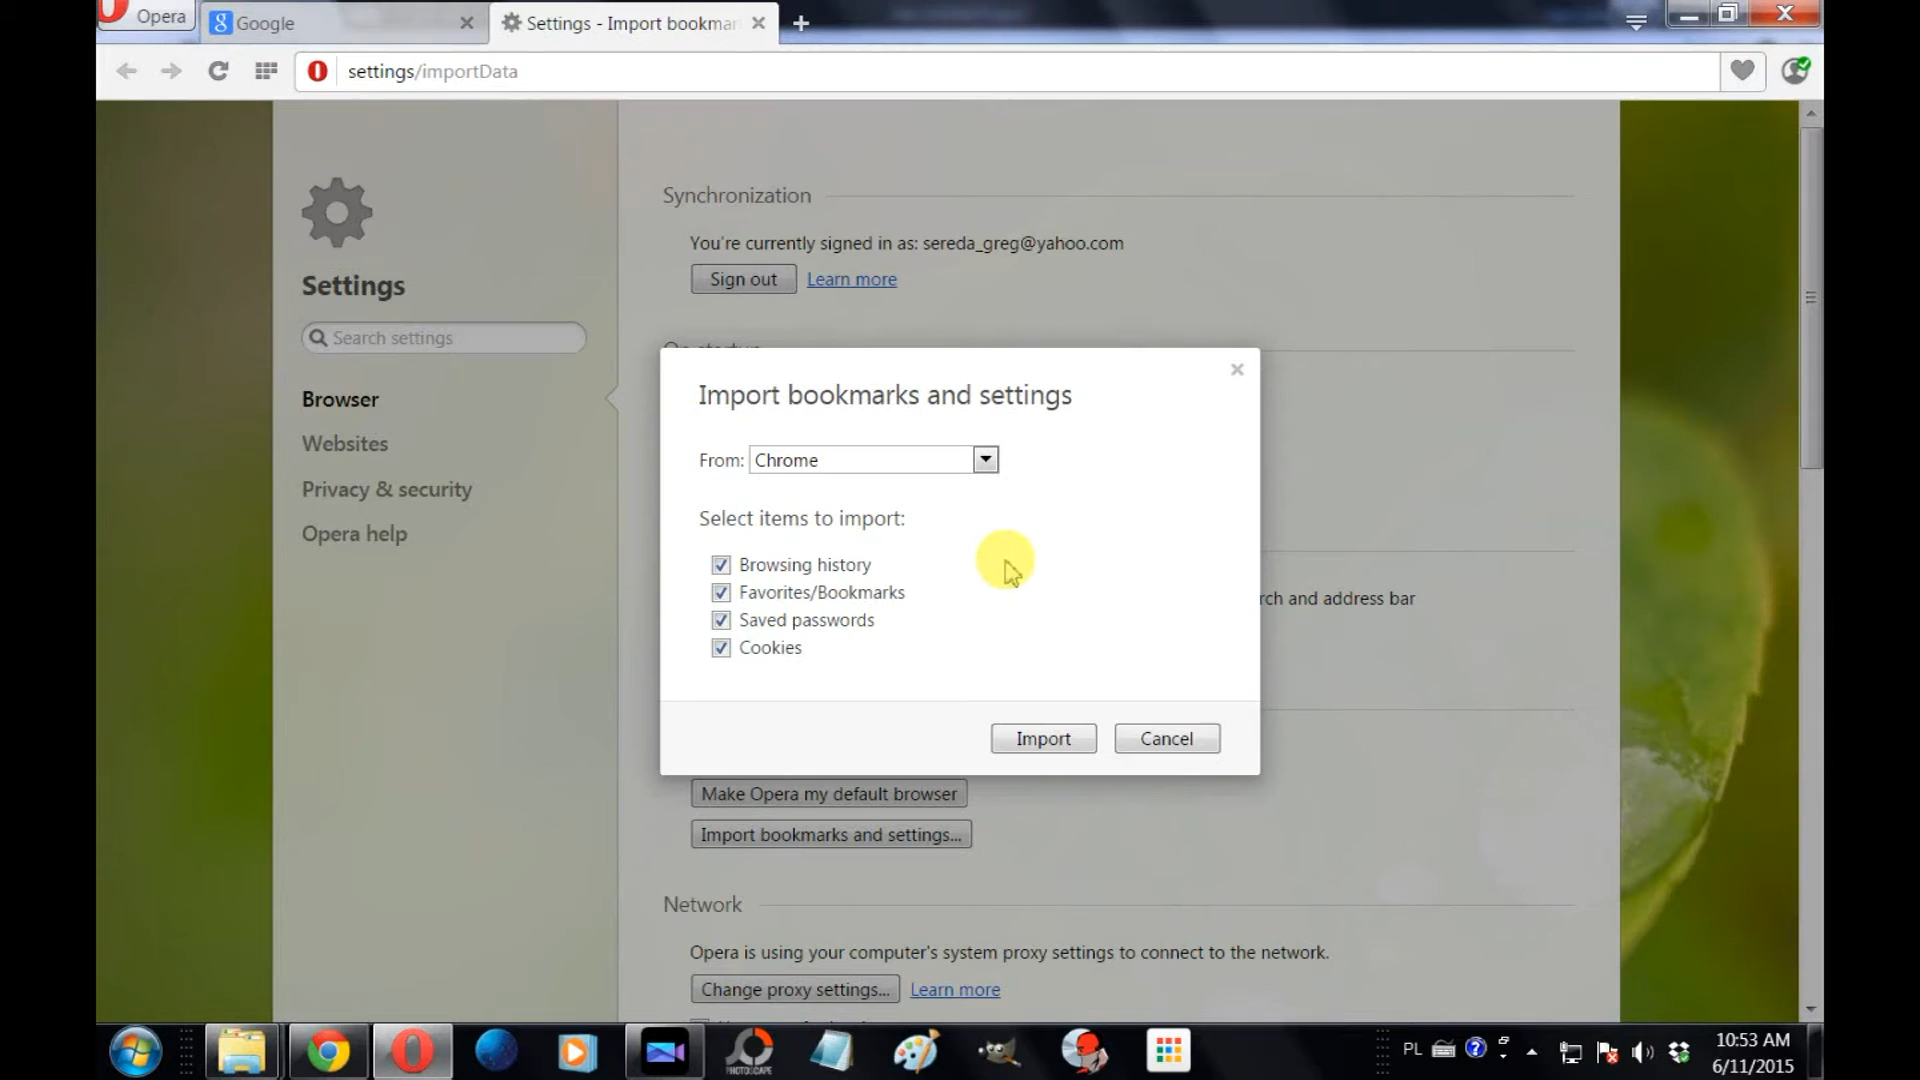 Opera
Google
Settings - Import bookmar
settings/importData
Settings
Search settings
Browser
Websites
Privacy & security
Opera help
Synchronization
You're currently signed in as: sereda_greg@yahoo.com
Sign out Learn more
Import bookmarks and settings
From: Chrome
Select items to import:
Browsing history
Favorites/Bookmarks
Saved passwords
Cookies
Import Cancel
rch and address bar
Make Opera my default browser
Import bookmarks and settings...
Network
Opera is using your computer's system proxy settings to connect to the network.
Change proxy settings... Learn more
PHOTOSCAPE
PL
10:53 AM
6/11/2015